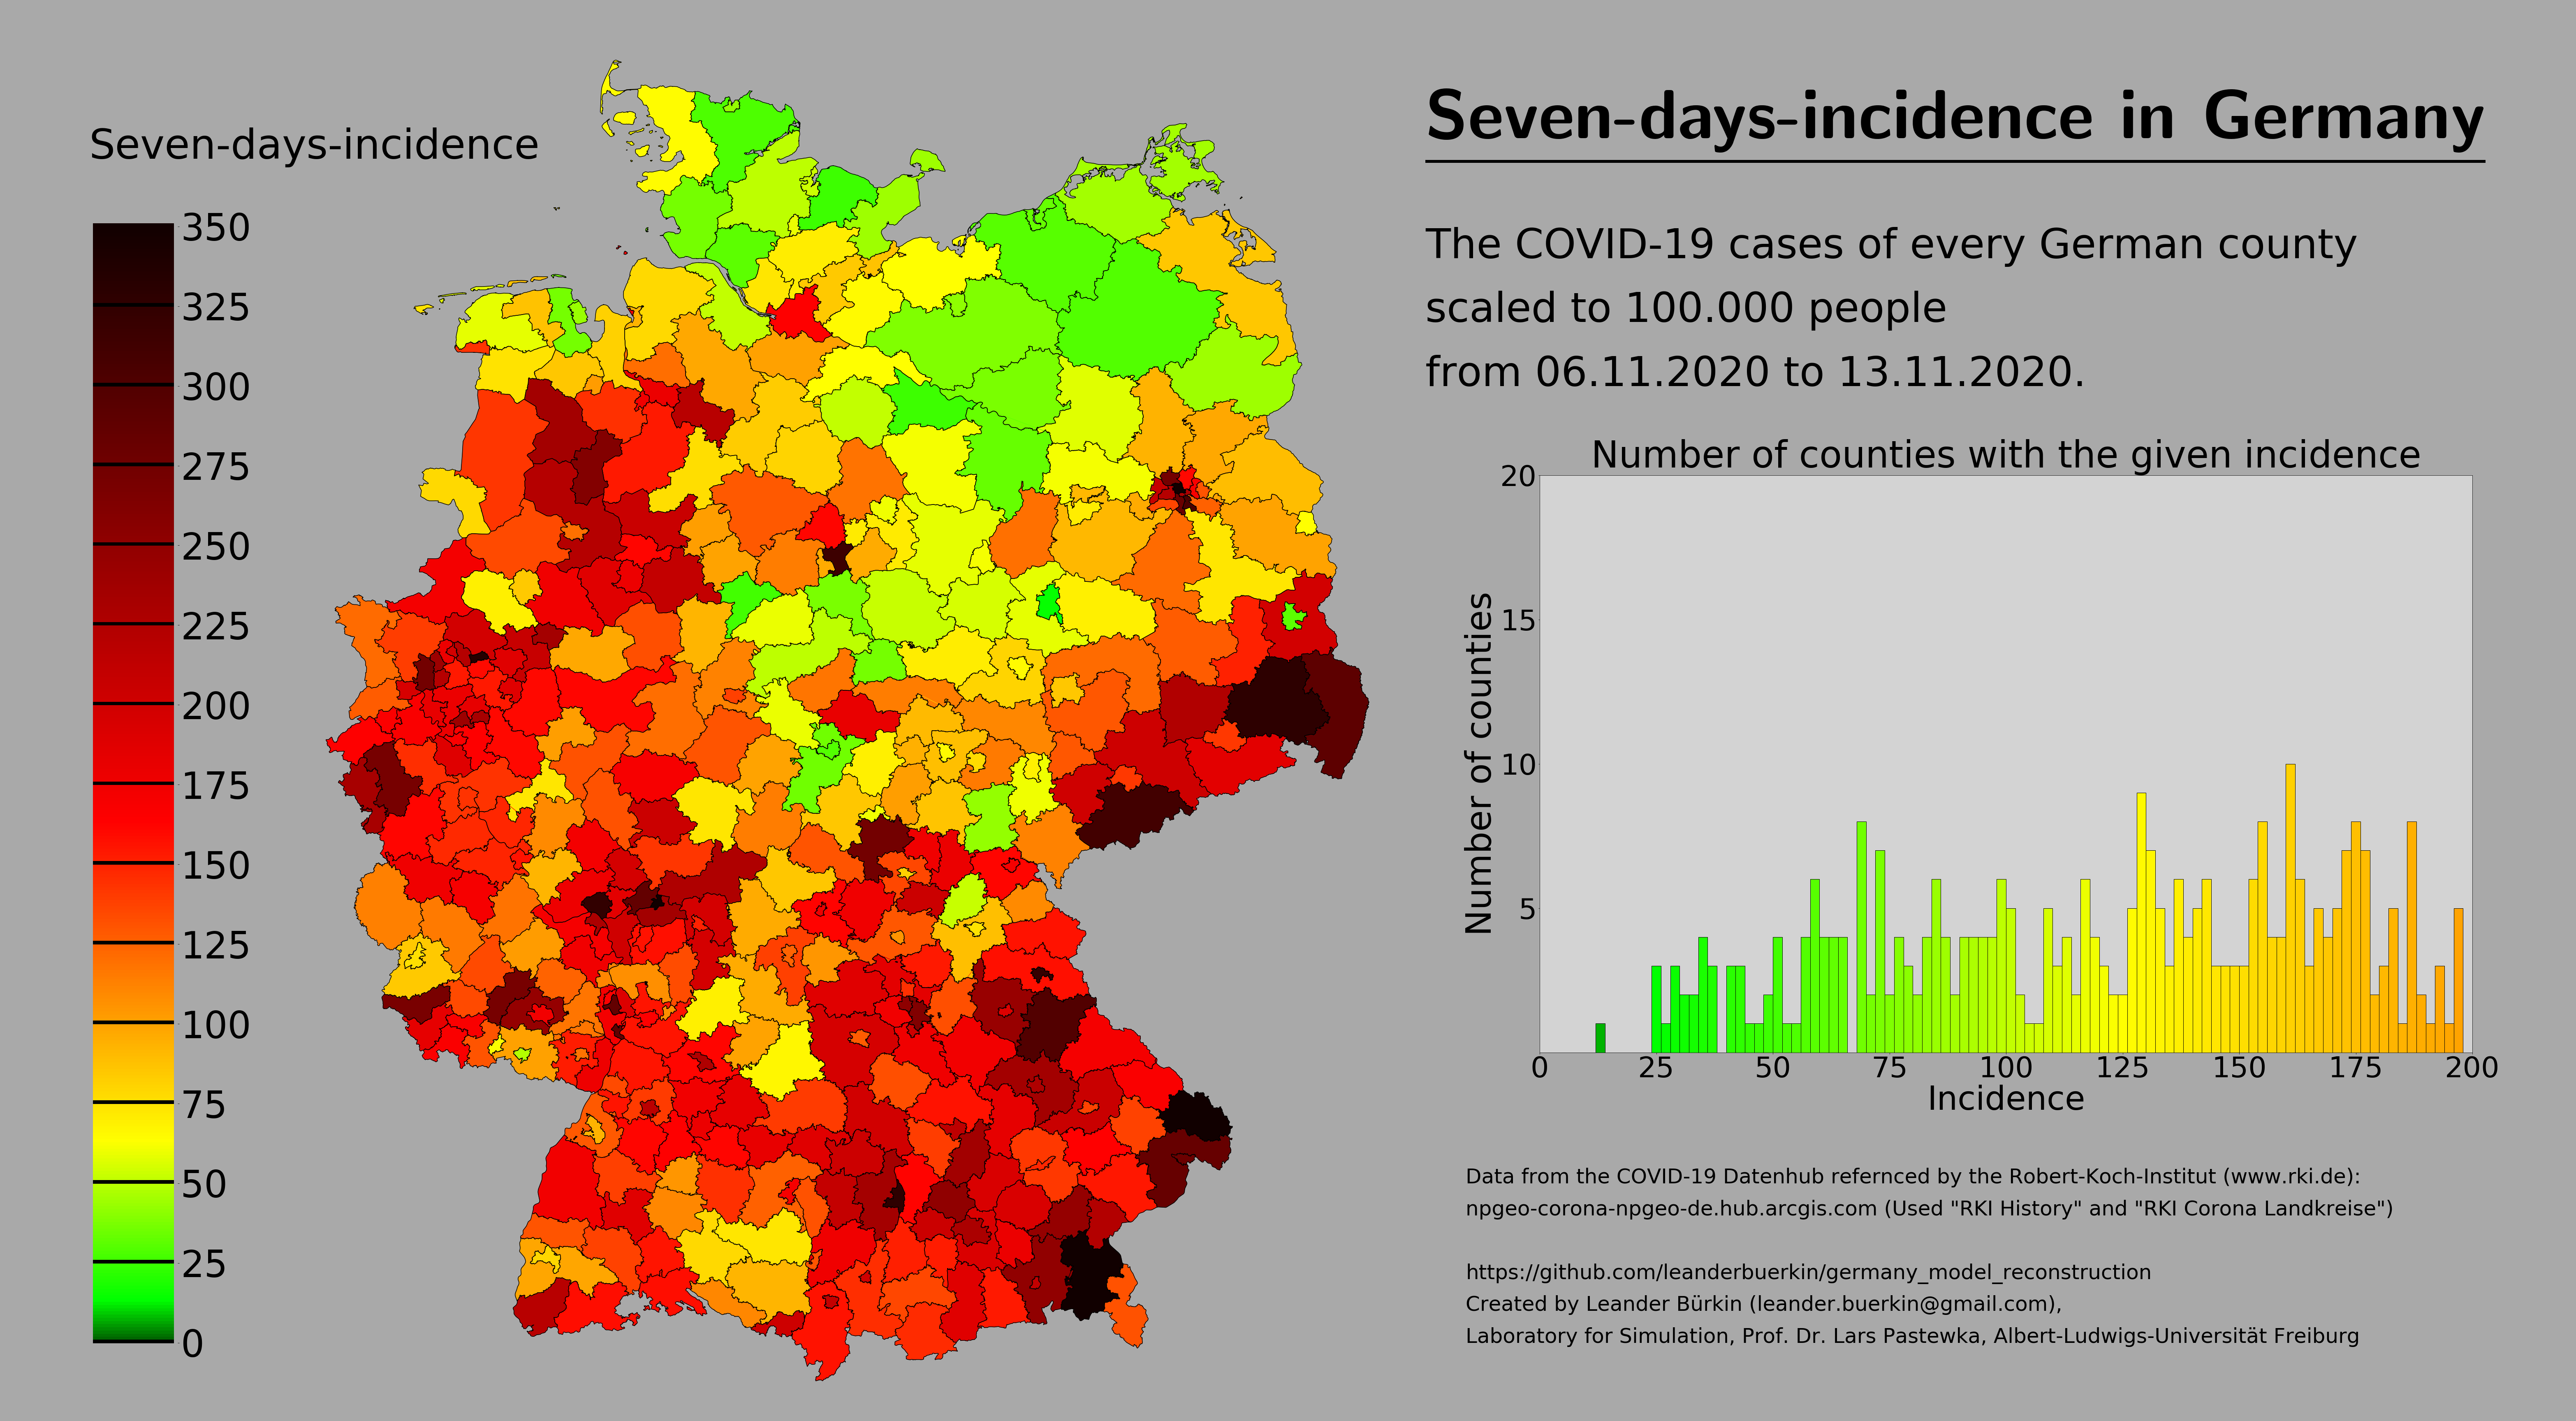 Seven-days-incidence
350
325
300
275
250
225
200
175
150
125
100
75
50
25
0
Seven-days-incidence in Germany
The COVID-19 cases of every German county
scaled to 100.000 people
from 06.11.2020 to 13.11.2020.
Number of counties with the given incidence
20
15
10
5
Number of counties
0 25 50 75 100 125 150 175 200
Incidence
Data from the COVID-19 Datenhub refernced by the Robert-Koch-Institut (www.rki.de):
npgeo-corona-npgeo-de.hub.arcgis.com (Used "RKI History" and "RKI Corona Landkreise")
https://github.com/leanderbuerkin/germany_model_reconstruction
Created by Leander Bürkin (leander.buerkin@gmail.com),
Laboratory for Simulation, Prof. Dr. Lars Pastewka, Albert-Ludwigs-Universität Freiburg